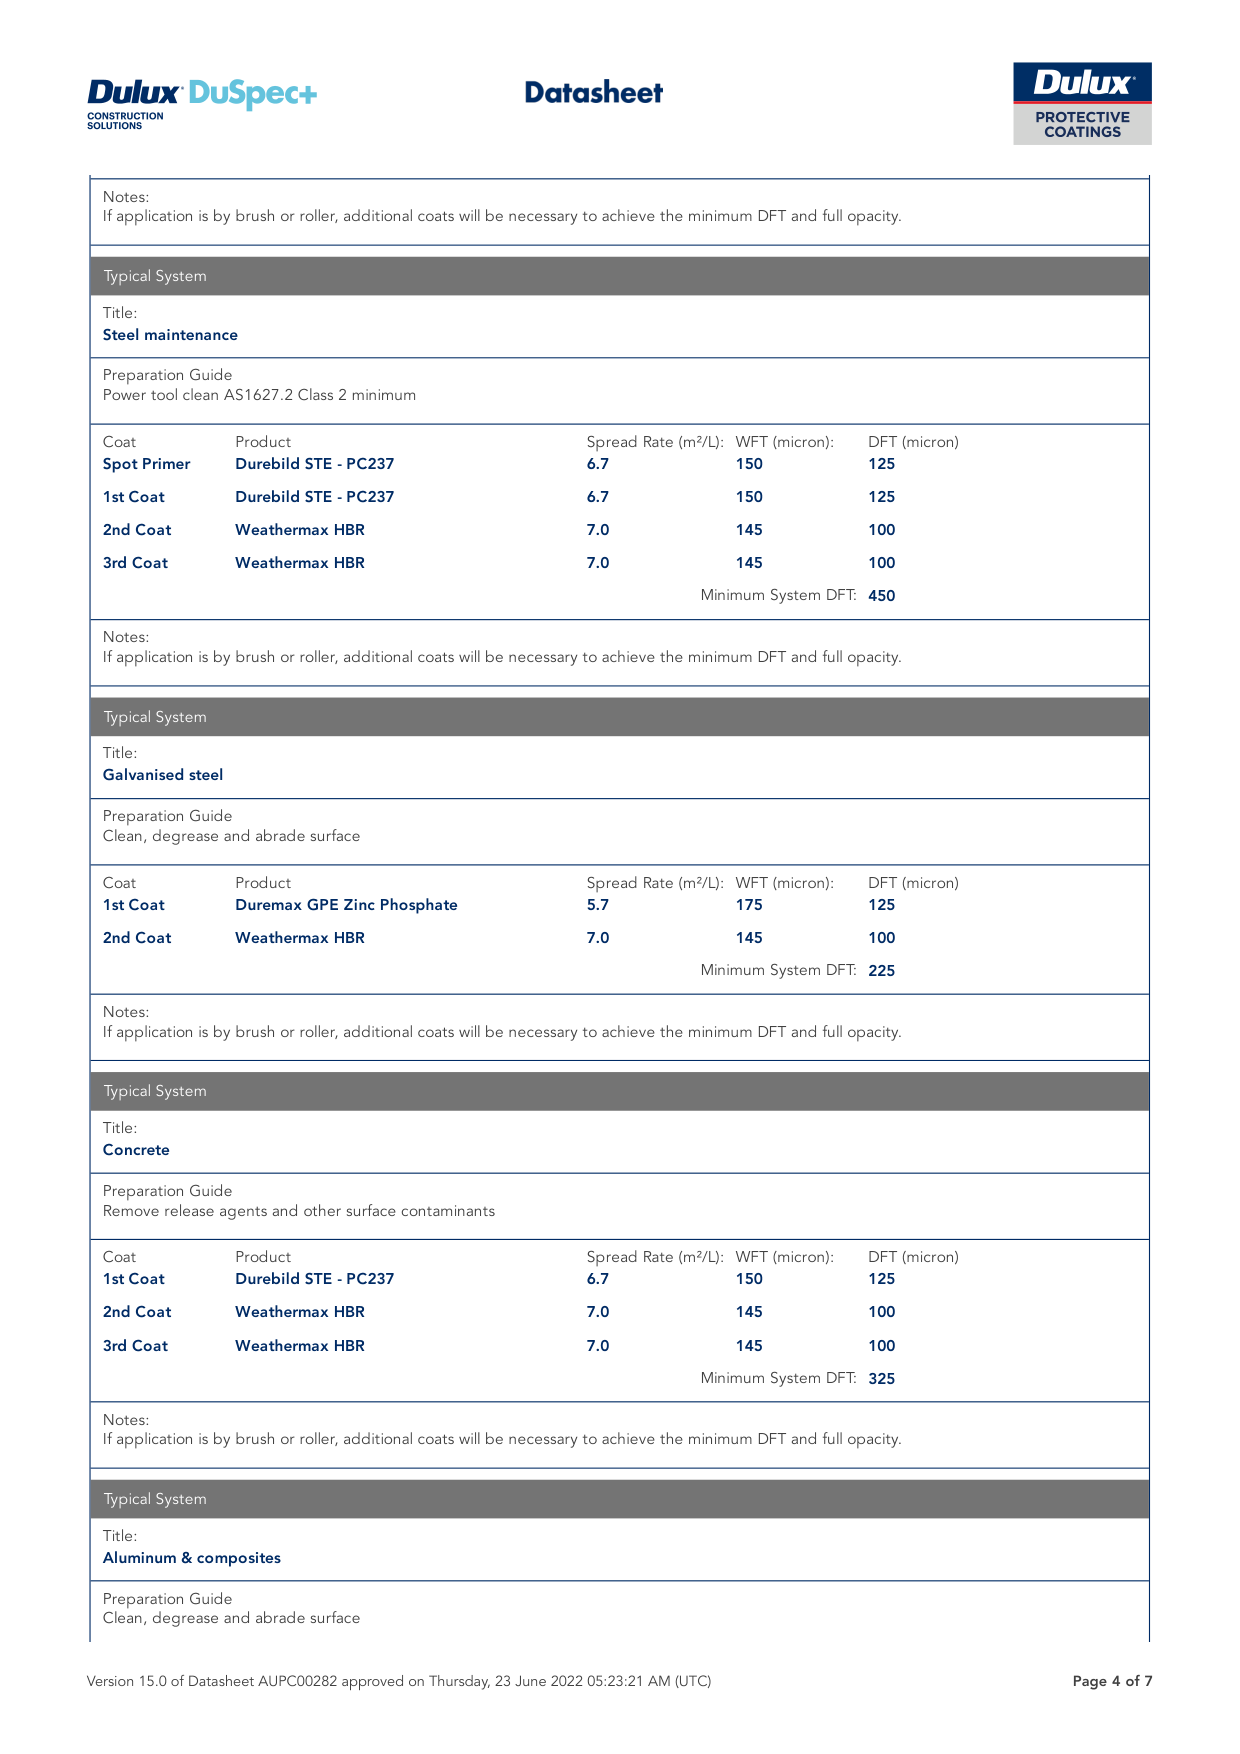 Dulux DuSpec+
CONSTRUCTION
SOLUTIONS
Datasheet
Dulux
PROTECTIVE
COATINGS
Notes:
If application is by brush or roller, additional coats will be necessary to achieve the minimum DFT and full opacity.
Typical System
Title:
Steel maintenance
Preparation Guide
Power tool clean AS1627.2 Class 2 minimum
Coat Product Spread Rate (m²/L): WFT (micron): DFT (micron)
Spot Primer Durebild STE - PC237 6.7 150 125
1st Coat Durebild STE - PC237 6.7 150 125
2nd Coat Weathermax HBR 7.0 145 100
3rd Coat Weathermax HBR 7.0 145 100
Minimum System DFT: 450
Notes:
If application is by brush or roller, additional coats will be necessary to achieve the minimum DFT and full opacity.
Typical System
Title:
Galvanised steel
Preparation Guide
Clean, degrease and abrade surface
Coat Product Spread Rate (m²/L): WFT (micron): DFT (micron)
1st Coat Duremax GPE Zinc Phosphate 5.7 175 125
2nd Coat Weathermax HBR 7.0 145 100
Minimum System DFT: 225
Notes:
If application is by brush or roller, additional coats will be necessary to achieve the minimum DFT and full opacity.
Typical System
Title:
Concrete
Preparation Guide
Remove release agents and other surface contaminants
Coat Product Spread Rate (m²/L): WFT (micron): DFT (micron)
1st Coat Durebild STE - PC237 6.7 150 125
2nd Coat Weathermax HBR 7.0 145 100
3rd Coat Weathermax HBR 7.0 145 100
Minimum System DFT: 325
Notes:
If application is by brush or roller, additional coats will be necessary to achieve the minimum DFT and full opacity.
Typical System
Title:
Aluminum & composites
Preparation Guide
Clean, degrease and abrade surface
Version 15.0 of Datasheet AUPC00282 approved on Thursday, 23 June 2022 05:23:21 AM (UTC) Page 4 of 7